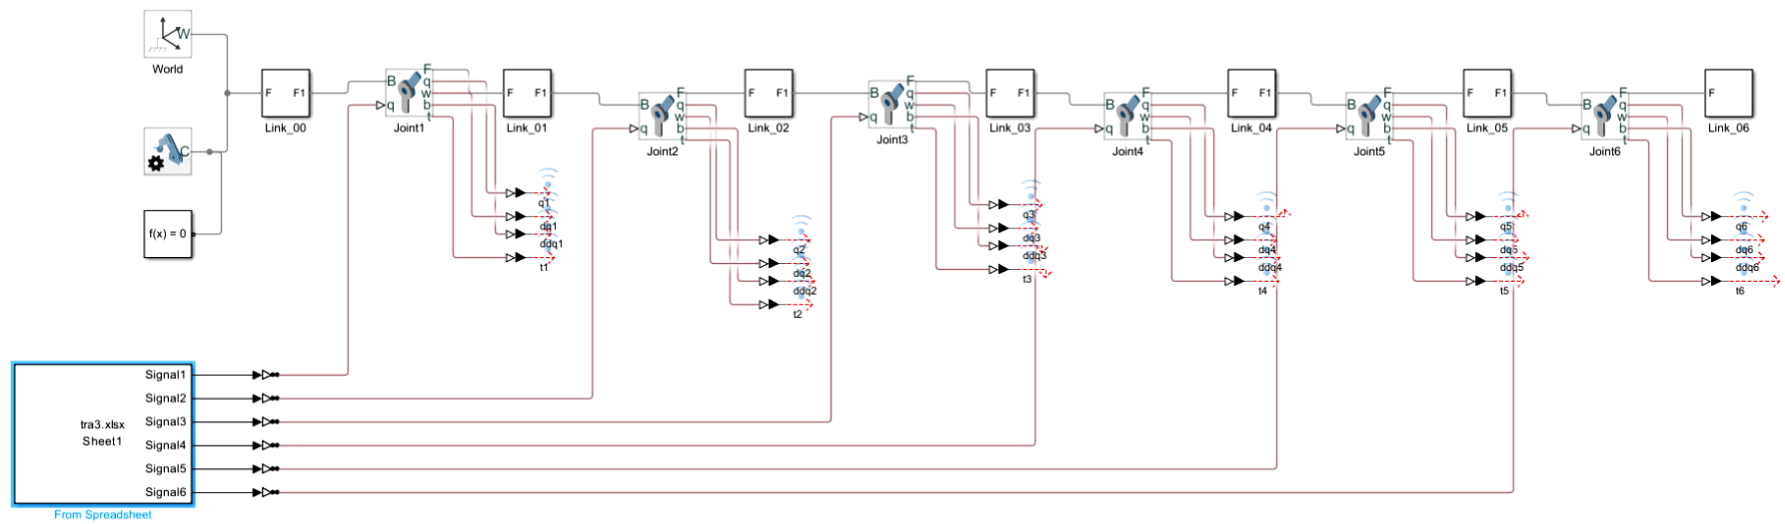 W
World
C
f(x) = 0
F F1
Link_00
B
q
F
q
w
b
t
Joint1
F F1
Link_01
q1
dq1
ddq1
t1
B
q
F
q
w
b
t
Joint2
F F1
Link_02
q2
dq2
ddq2
t2
B
q
F
q
w
b
t
Joint3
F F1
Link_03
q3
dq3
ddq3
t3
B
q
F
q
w
b
t
Joint4
F F1
Link_04
q4
dq4
ddq4
t4
B
q
F
q
w
b
t
Joint5
F F1
Link_05
q5
dq5
ddq5
t5
B
q
F
q
w
b
t
Joint6
F
Link_06
q6
dq6
ddq6
t6
tra3.xlsx
Sheet1
Signal1
Signal2
Signal3
Signal4
Signal5
Signal6
From Spreadsheet